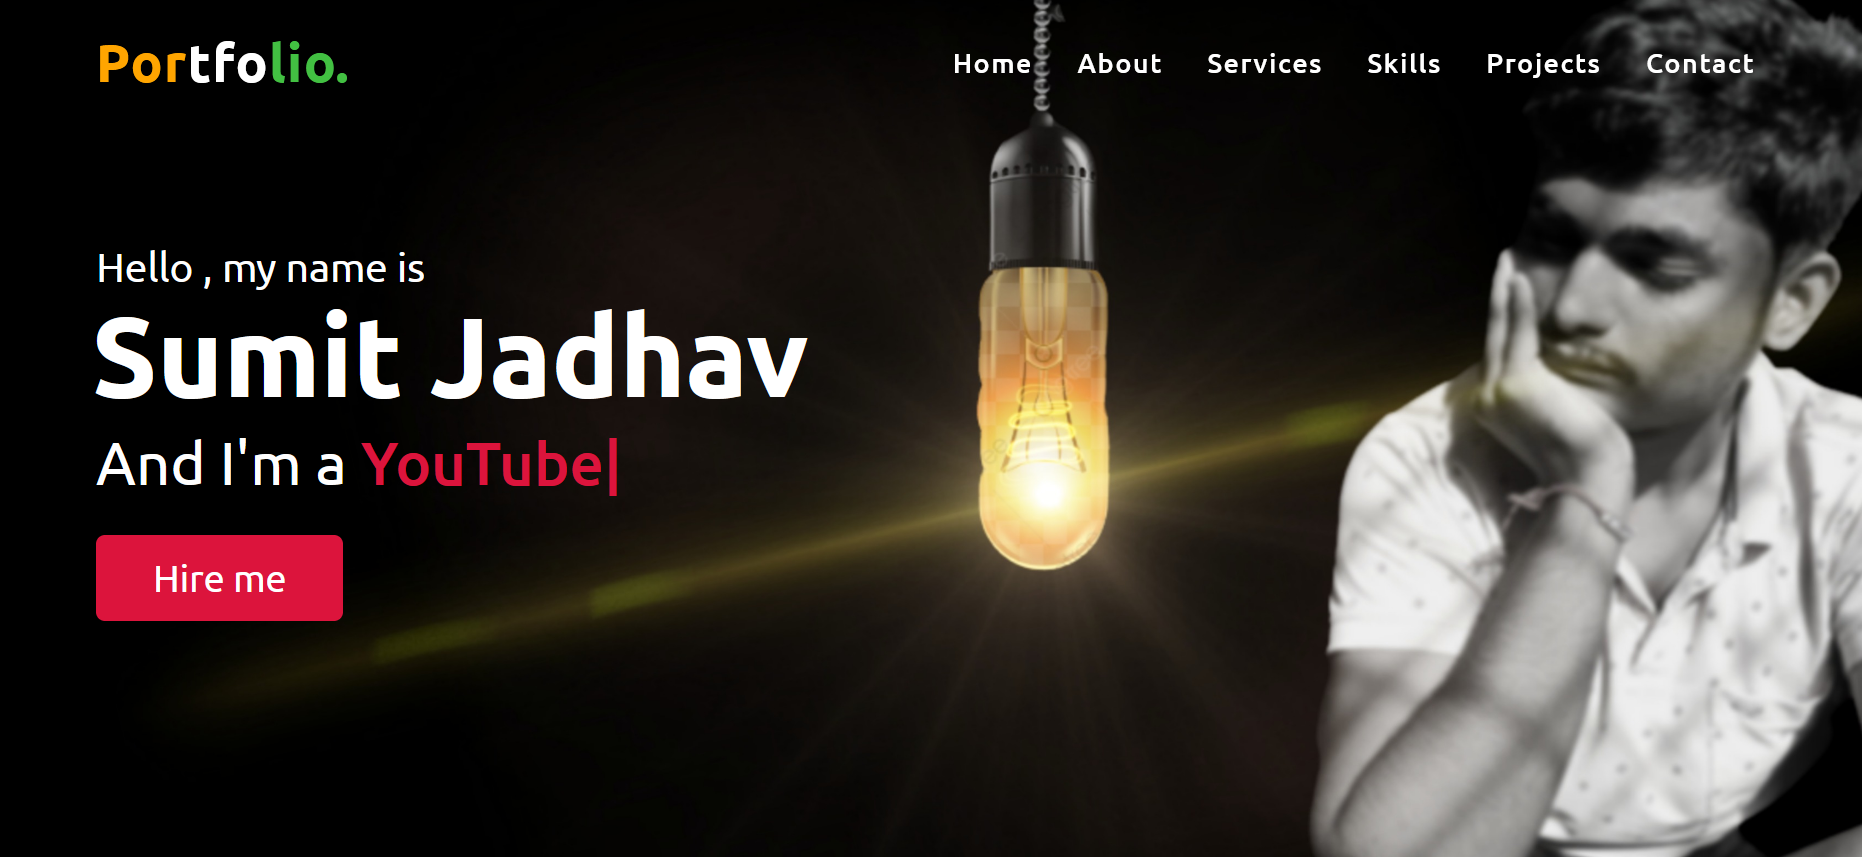 Portfolio.
Home About Services Skills Projects Contact
Hello , my name is
Sumit Jadhav
And I'm a YouTube|
Hire me